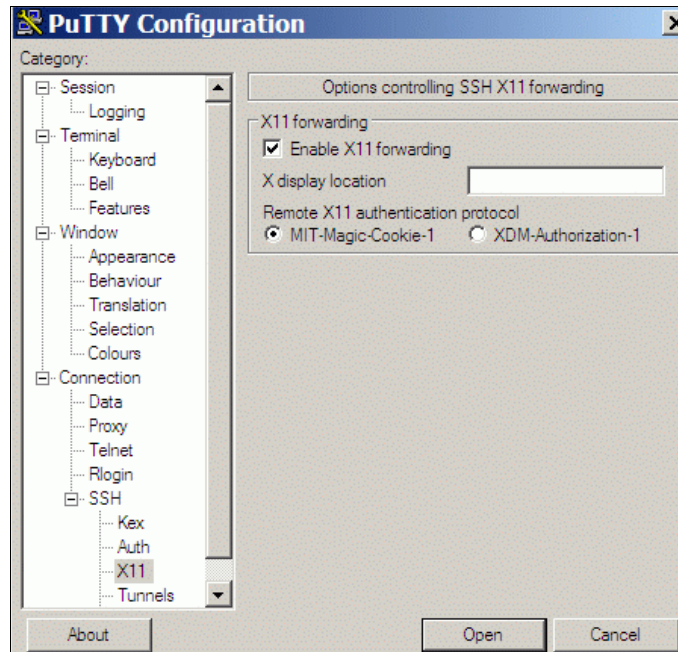 PuTTY Configuration
Category:
Session
Logging
Terminal
Keyboard
Bell
Features
Window
Appearance
Behaviour
Translation
Selection
Colours
Connection
Data
Proxy
Telnet
Rlogin
SSH
Kex
Auth
X11
Tunnels
Options controlling SSH X11 forwarding
X11 forwarding
Enable X11 forwarding
X display location
Remote X11 authentication protocol
MIT-Magic-Cookie-1 XDM-Authorization-1
About Open Cancel